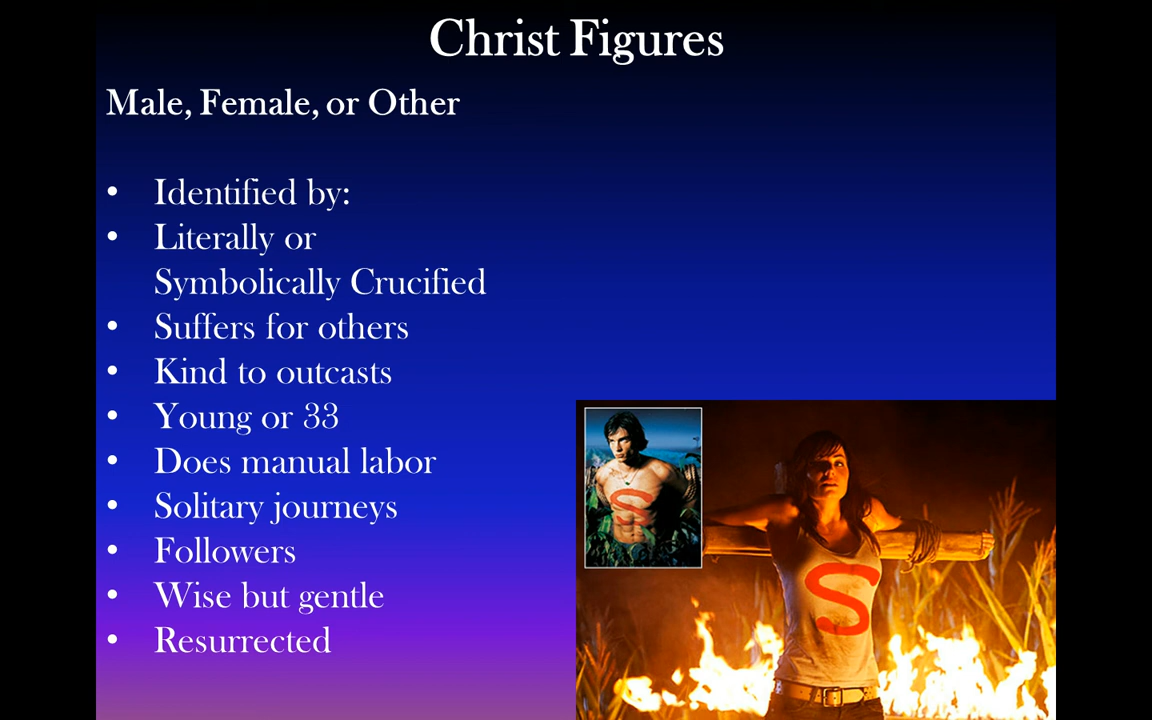 Christ Figures
Male, Female, or Other
• Identified by:
• Literally or
Symbolically Crucified
• Suffers for others
• Kind to outcasts
• Young or 33
• Does manual labor
• Solitary journeys
• Followers
• Wise but gentle
• Resurrected
S
S